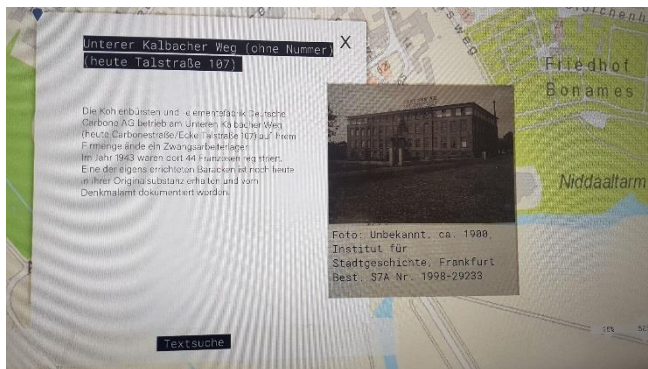 Unterer Kalbacher Weg (ohne Nummer)
(heute Talstraße 107)
X
Die Kohlenbürsten und -elementefabrik Deutsche
Carbone AG betrieb am Unteren Kalbacher Weg
(heute Carbonestraße/Ecke Talstraße 107) auf ihrem
Firmengelände ein Zwangsarbeiterlager.
Im Jahr 1943 waren dort 44 Franzosen registriert.
Eine der eigens errichteten Baracken ist noch heute
in ihrer Originalsubstanz erhalten und vom
Denkmalamt dokumentiert worden.
Textsuche
Foto: Unbekannt, ca. 1900,
Institut für
Stadtgeschichte, Frankfurt
Best. S7A Nr. 1998-29233
Friedhof
Bonames
Niddaaltarm